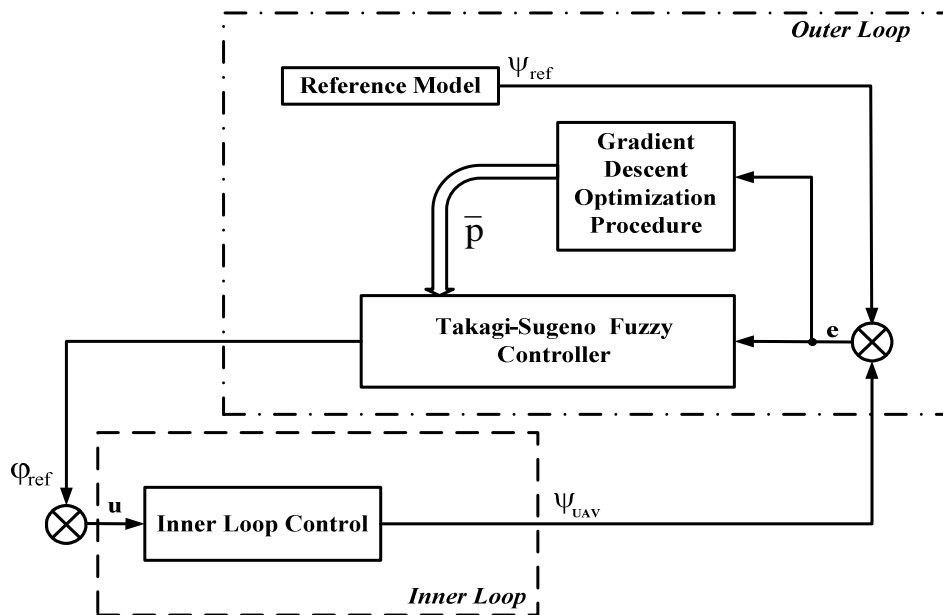 Outer Loop
ψref
Reference Model
Gradient
Descent
Optimization
Procedure
p̅
Takagi-Sugeno Fuzzy
Controller
e
φref
u
Inner Loop Control
ψUAV
Inner Loop